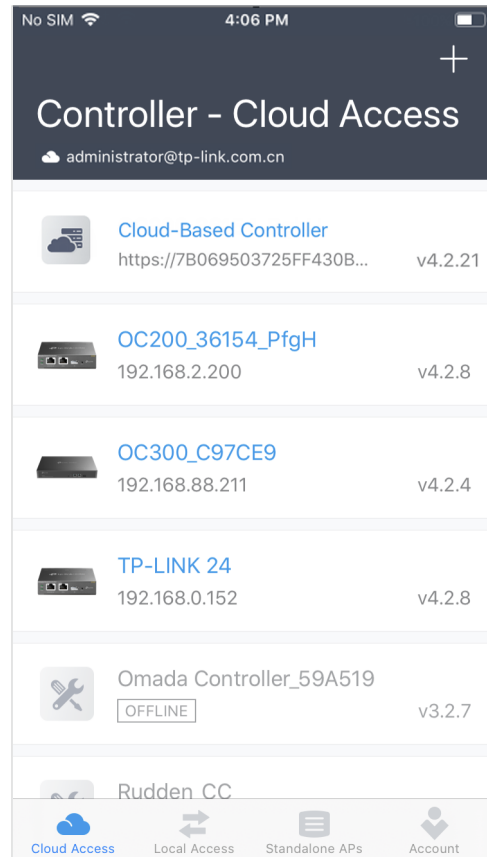 No SIM 4:06 PM
Controller - Cloud Access
administrator@tp-link.com.cn
Cloud-Based Controller
https://7B069503725FF430B... v4.2.21
OC200_36154_PfgH
192.168.2.200 v4.2.8
OC300_C97CE9
192.168.88.211 v4.2.4
TP-LINK 24
192.168.0.152 v4.2.8
Omada Controller_59A519
OFFLINE v3.2.7
Rudden_CC
Cloud Access Local Access Standalone APs Account